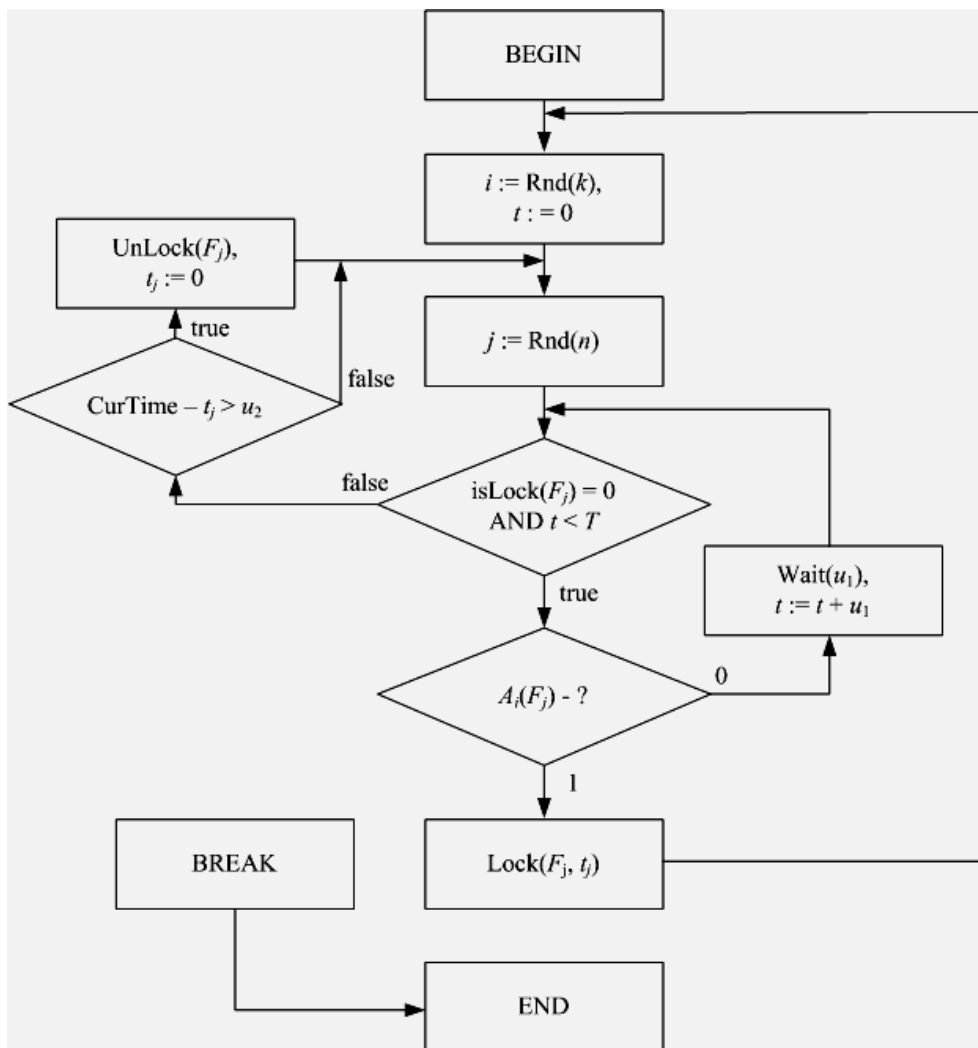 BEGIN
i := Rnd(k),
t : = 0
UnLock(Fj),
tj := 0
true
j := Rnd(n)
CurTime – tj > u2
false
false
isLock(Fj) = 0
AND t < T
Wait(u1),
t := t + u1
true
Ai(Fj) - ?
0
1
BREAK
Lock(Fj, tj)
END